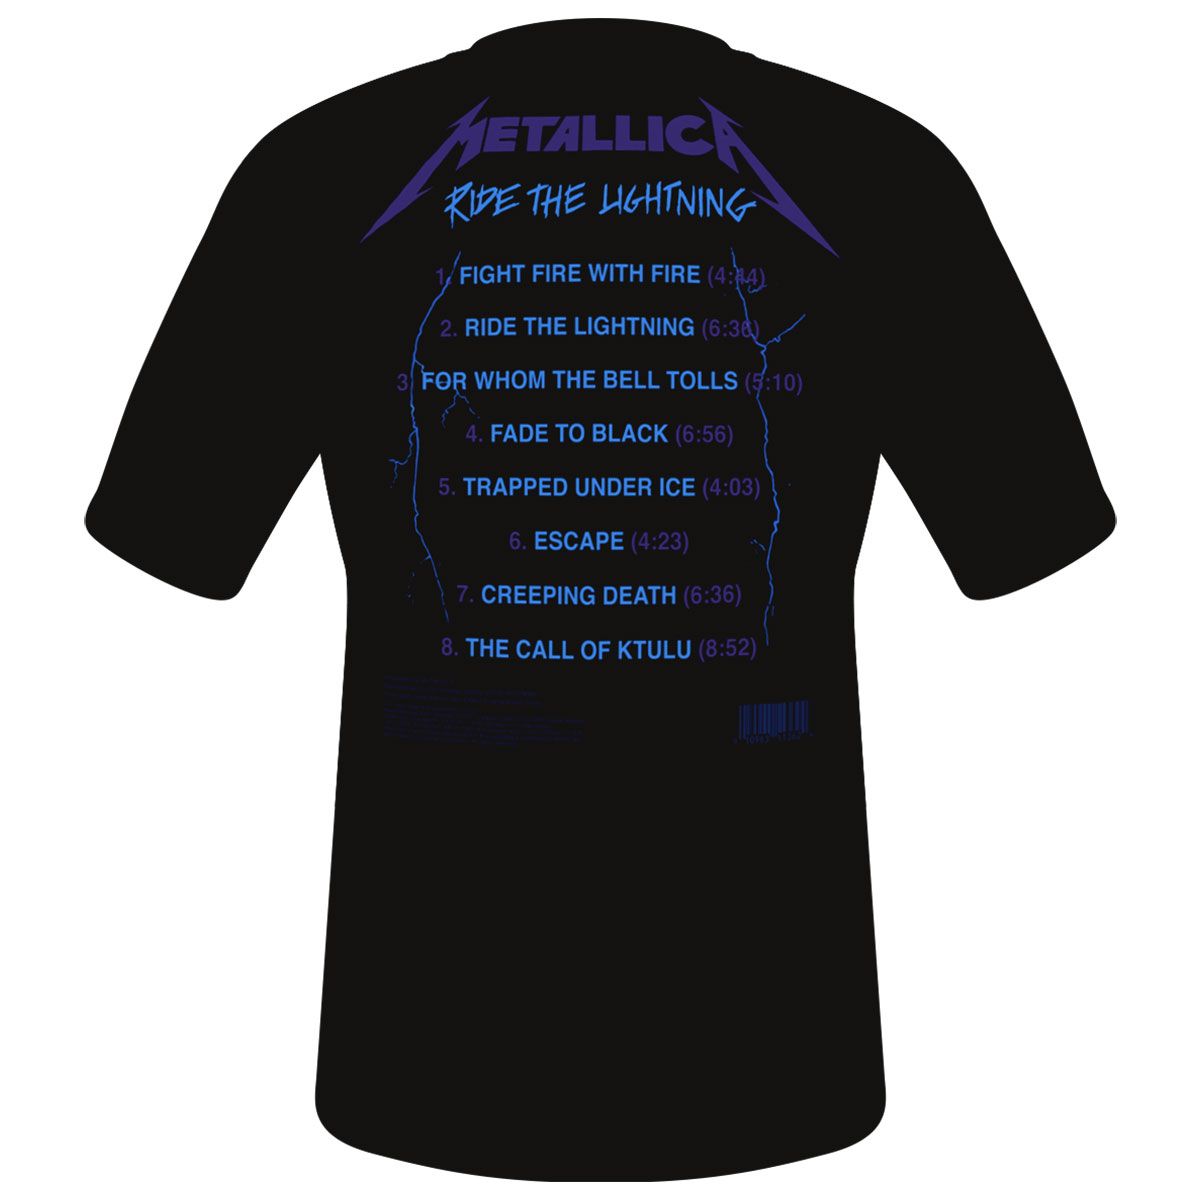 METALLICA
RIDE THE LIGHTNING
1. FIGHT FIRE WITH FIRE (4:44)
2. RIDE THE LIGHTNING (6:36)
3. FOR WHOM THE BELL TOLLS (5:10)
4. FADE TO BLACK (6:56)
5. TRAPPED UNDER ICE (4:03)
6. ESCAPE (4:23)
7. CREEPING DEATH (6:36)
8. THE CALL OF KTULU (8:52)